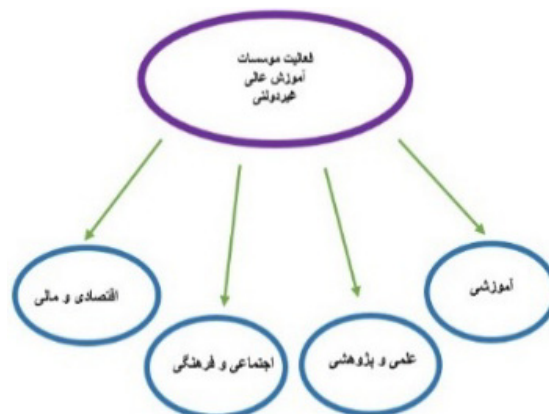 فعالیت موسسات
آموزش عالی
غیردولتی
آموزشی
علمی و پژوهشی
اجتماعی و فرهنگی
اقتصادی و مالی